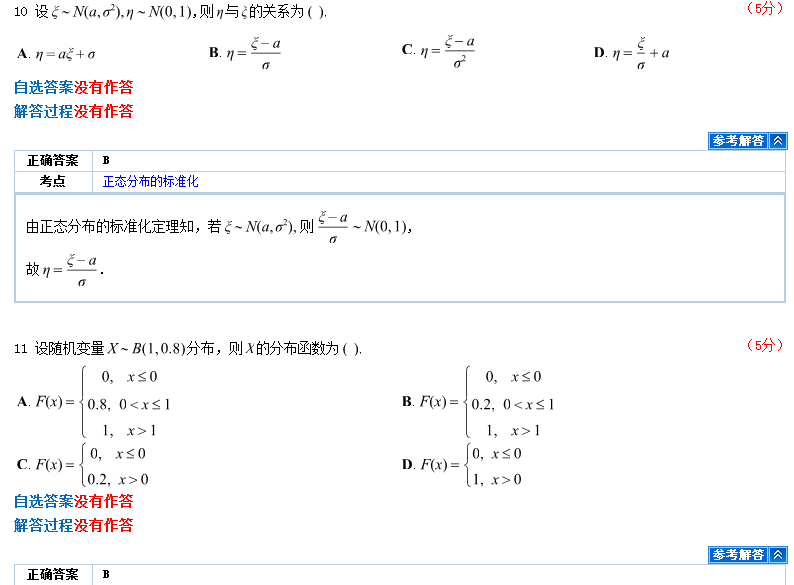 10 设 ξ ~ N(a, σ²), η ~ N(0, 1), 则 η 与 ξ 的关系为 ( ). (5分)
A. η = aξ + σ B. η = (ξ − a)/σ C. η = (ξ − a)/σ² D. η = ξ/σ + a
自选答案没有作答
解答过程没有作答
参考解答
正确答案 B
考点 正态分布的标准化
由正态分布的标准化定理知，若 ξ ~ N(a, σ²), 则 (ξ − a)/σ ~ N(0, 1),
故 η = (ξ − a)/σ .
11 设随机变量 X ~ B(1, 0.8) 分布，则 X 的分布函数为 ( ). (5分)
A. F(x) = { 0, x ≤ 0
0.8, 0 < x ≤ 1
1, x > 1
B. F(x) = { 0, x ≤ 0
0.2, 0 < x ≤ 1
1, x > 1
C. F(x) = { 0, x ≤ 0
0.2, x > 0
D. F(x) = { 0, x ≤ 0
1, x > 0
自选答案没有作答
解答过程没有作答
参考解答
正确答案 B